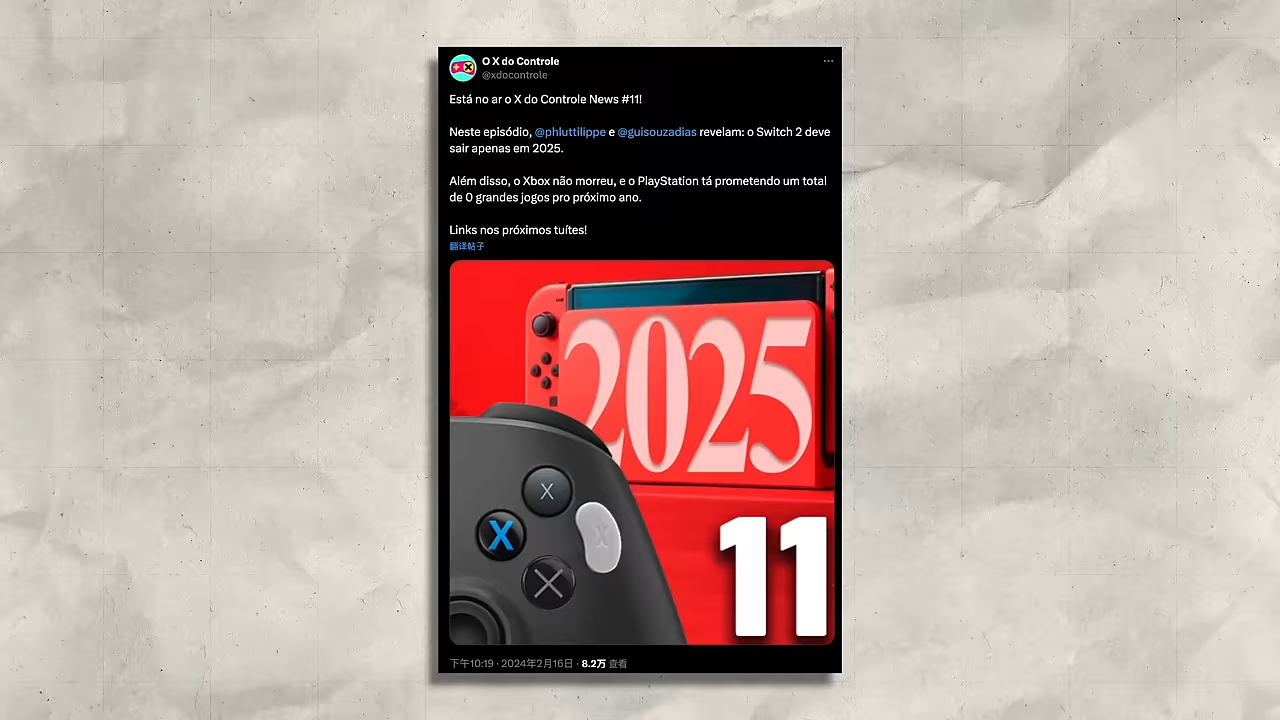 O X do Controle
@xdocontrole
Está no ar o X do Controle News #11!
Neste episódio, @phluttilippe e @guisouzadias revelam: o Switch 2 deve
sair apenas em 2025.
Além disso, o Xbox não morreu, e o PlayStation tá prometendo um total
de 0 grandes jogos pro próximo ano.
Links nos próximos tuítes!
翻译帖子
2025
X
X
X
11
下午10:19 · 2024年2月16日 · 8.2万 查看